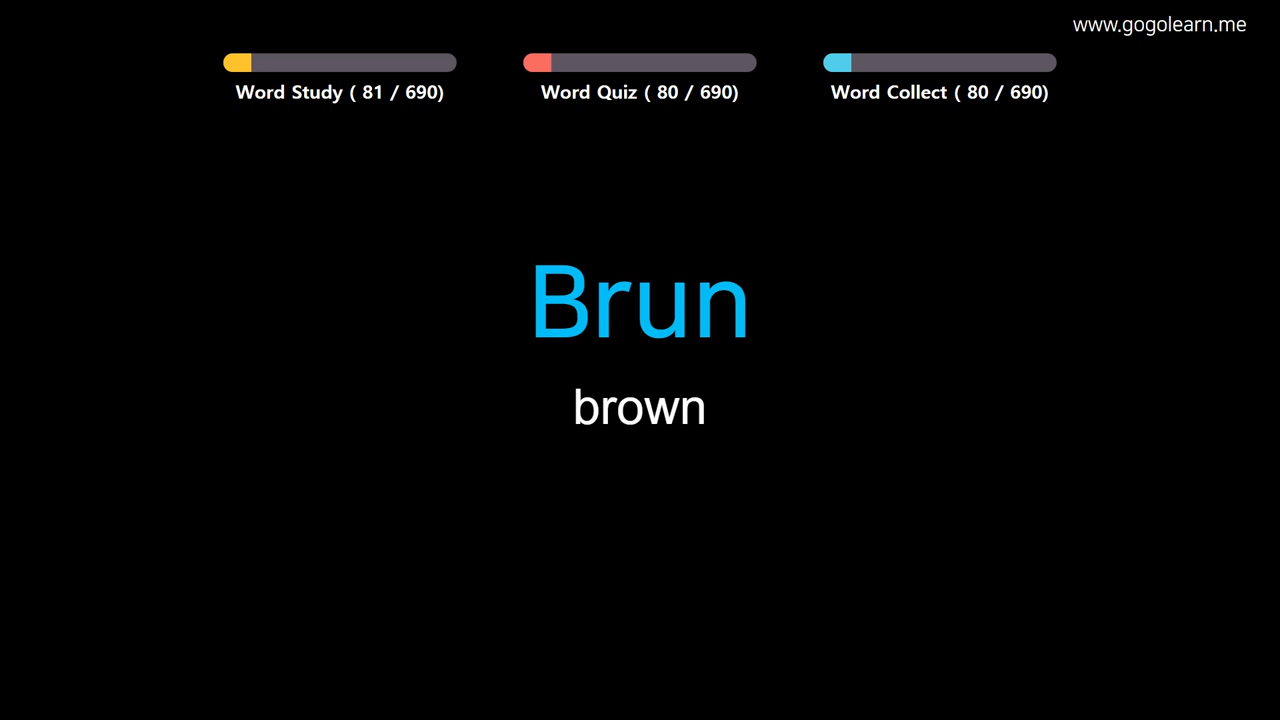 www.gogolearn.me
Word Study ( 81 / 690)
Word Quiz ( 80 / 690)
Word Collect ( 80 / 690)
Brun
brown